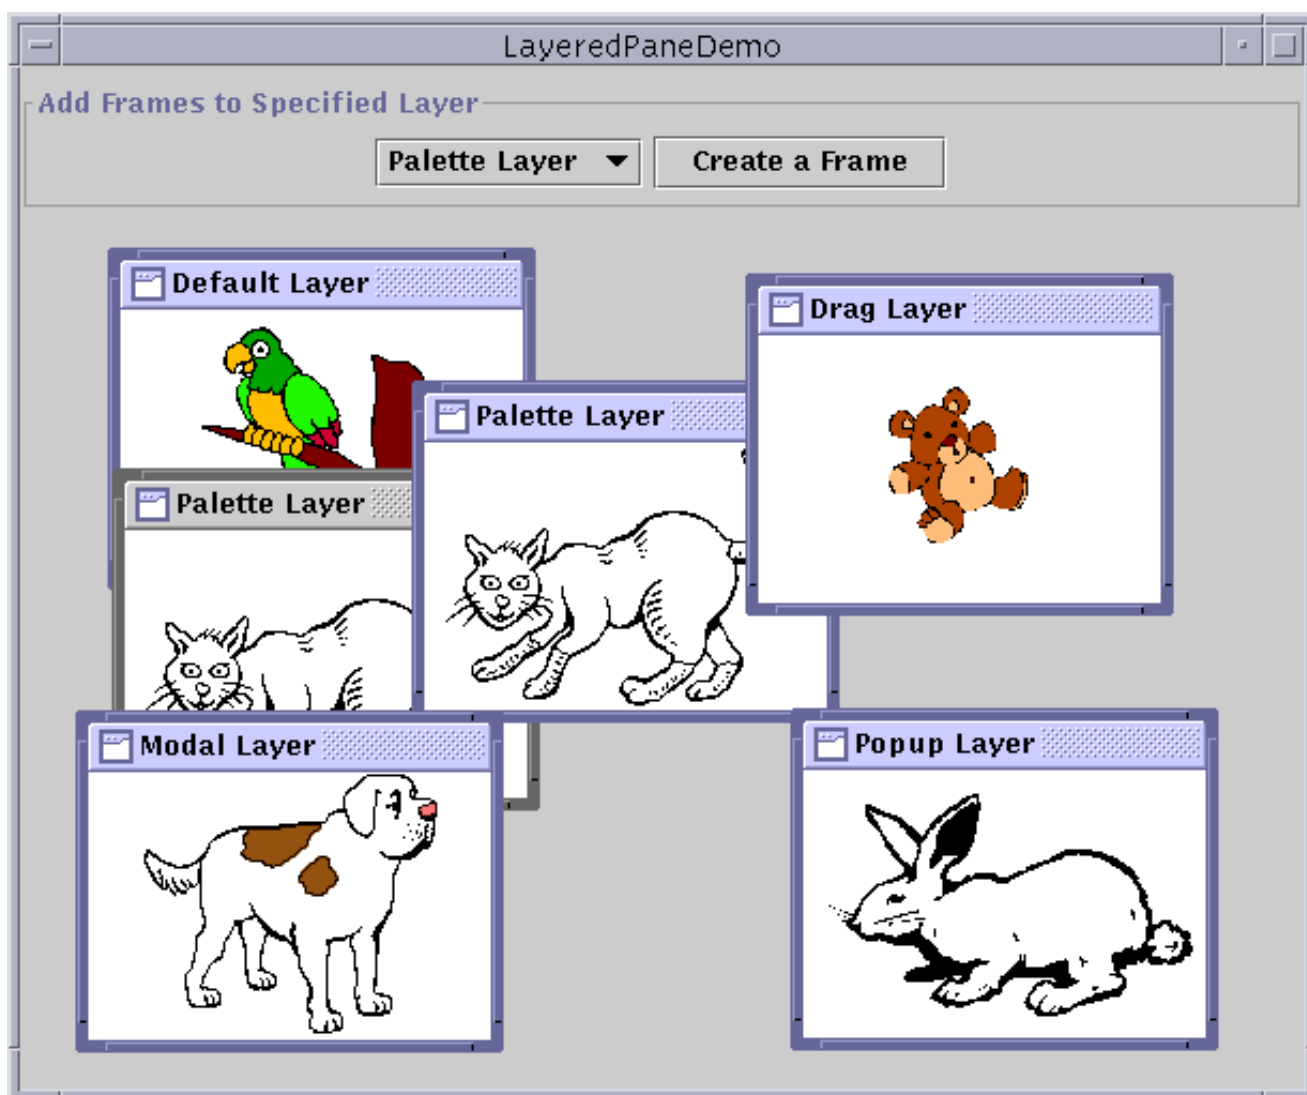 LayeredPaneDemo
Add Frames to Specified Layer
Palette Layer
Create a Frame
Default Layer
Drag Layer
Palette Layer
Palette Layer
Modal Layer
Popup Layer